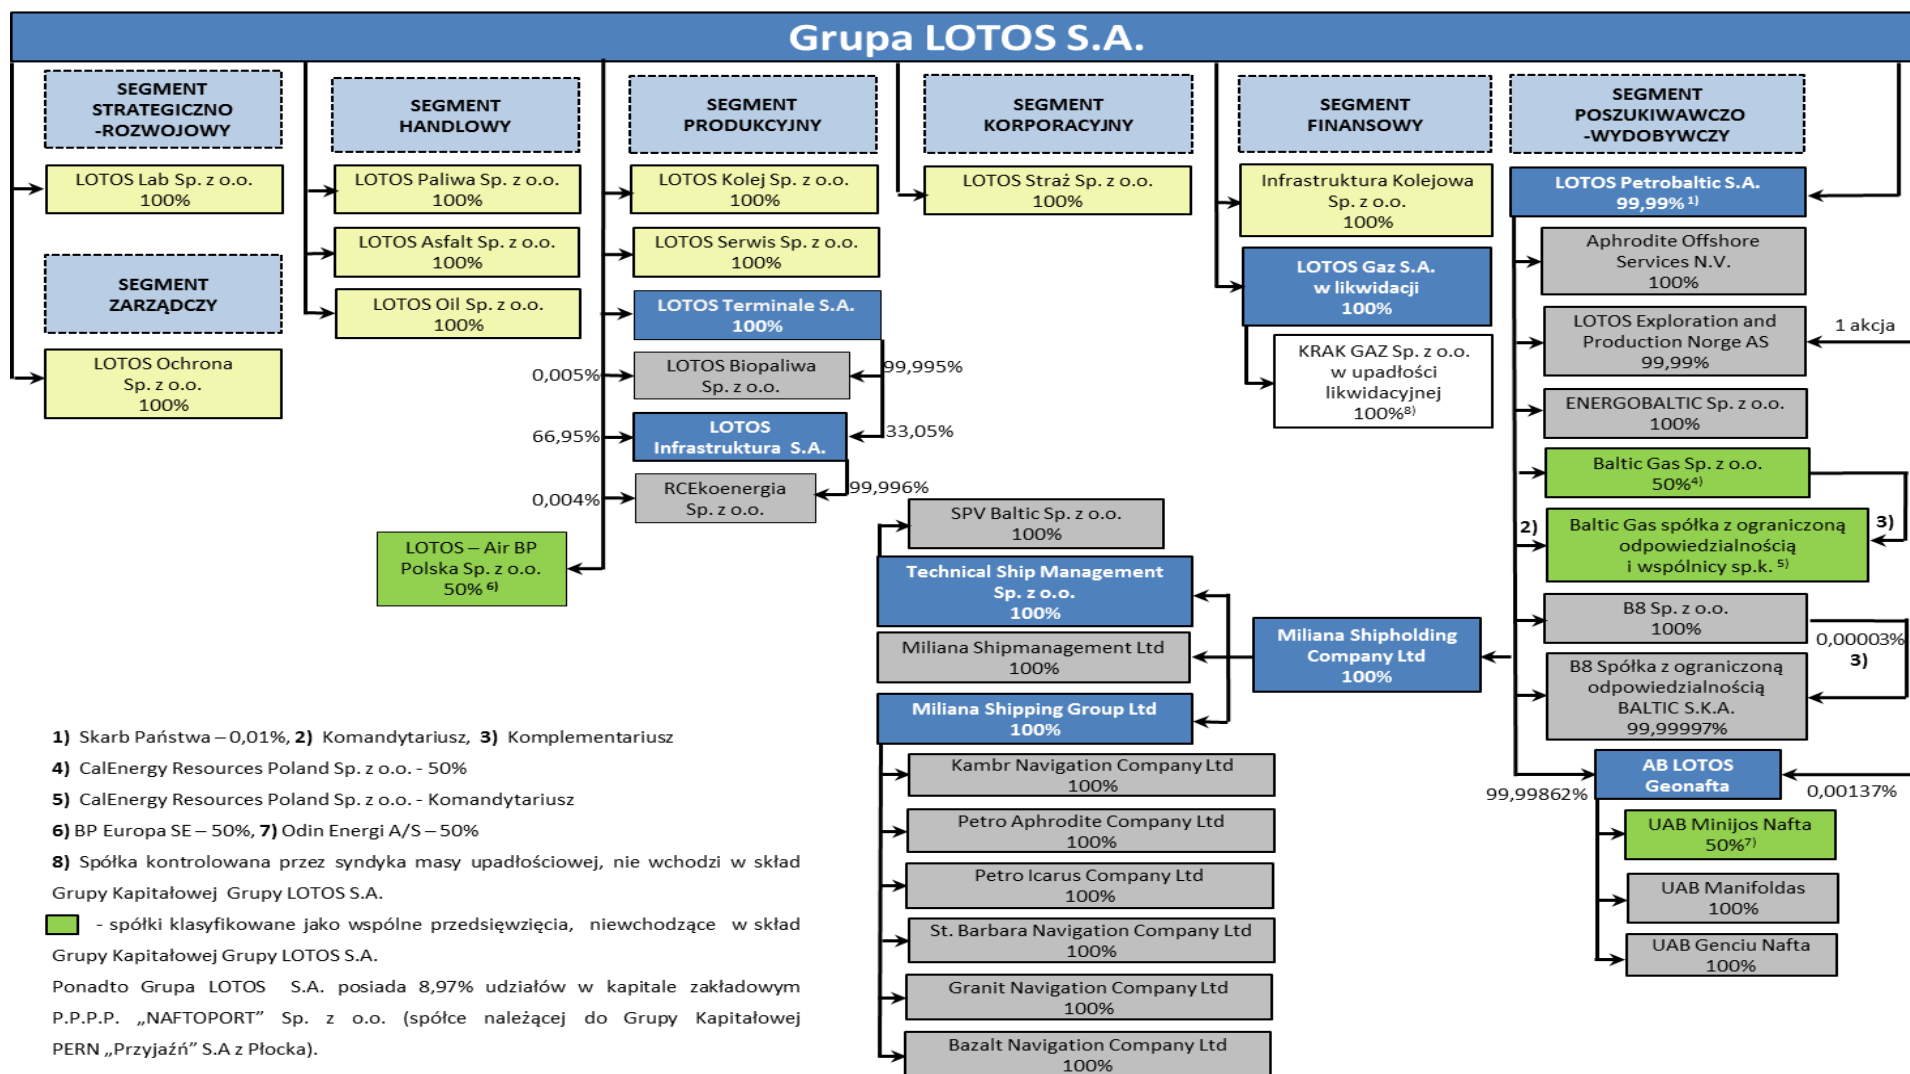 Grupa LOTOS S.A.
SEGMENT
STRATEGICZNO
-ROZWOJOWY
LOTOS Lab Sp. z o.o.
100%
SEGMENT
ZARZĄDCZY
LOTOS Ochrona
Sp. z o.o.
100%
SEGMENT
HANDLOWY
LOTOS Paliwa Sp. z o.o.
100%
LOTOS Asfalt Sp. z o.o.
100%
LOTOS Oil Sp. z o.o.
100%
SEGMENT
PRODUKCYJNY
LOTOS Kolej Sp. z o.o.
100%
LOTOS Serwis Sp. z o.o.
100%
LOTOS Terminale S.A.
100%
0,005%
LOTOS Biopaliwa
Sp. z o.o.
99,995%
66,95%
LOTOS
Infrastruktura S.A.
33,05%
0,004%
RCEkoenergia
Sp. z o.o.
99,996%
LOTOS – Air BP
Polska Sp. z o.o.
50% 6)
SEGMENT
KORPORACYJNY
LOTOS Straż Sp. z o.o.
100%
SEGMENT
FINANSOWY
Infrastruktura Kolejowa
Sp. z o.o.
100%
LOTOS Gaz S.A.
w likwidacji
100%
KRAK GAZ Sp. z o.o.
w upadłości
likwidacyjnej
100%8)
SEGMENT
POSZUKIWAWCZO
-WYDOBYWCZY
LOTOS Petrobaltic S.A.
99,99% 1)
Aphrodite Offshore
Services N.V.
100%
LOTOS Exploration and
Production Norge AS
99,99%
1 akcja
ENERGOBALTIC Sp. z o.o.
100%
Baltic Gas Sp. z o.o.
50%4)
2)
Baltic Gas spółka z ograniczoną
odpowiedzialnością
i wspólnicy sp.k. 5)
3)
B8 Sp. z o.o.
100%
0,00003%
3)
B8 Spółka z ograniczoną
odpowiedzialnością
BALTIC S.K.A.
99,99997%
AB LOTOS
Geonafta
99,99862%
0,00137%
UAB Minijos Nafta
50%7)
UAB Manifoldas
100%
UAB Genciu Nafta
100%
Miliana Shipholding
Company Ltd
100%
SPV Baltic Sp. z o.o.
100%
Technical Ship Management
Sp. z o.o.
100%
Miliana Shipmanagement Ltd
100%
Miliana Shipping Group Ltd
100%
Kambr Navigation Company Ltd
100%
Petro Aphrodite Company Ltd
100%
Petro Icarus Company Ltd
100%
St. Barbara Navigation Company Ltd
100%
Granit Navigation Company Ltd
100%
Bazalt Navigation Company Ltd
100%
1) Skarb Państwa – 0,01%, 2) Komandytariusz, 3) Komplementariusz
4) CalEnergy Resources Poland Sp. z o.o. - 50%
5) CalEnergy Resources Poland Sp. z o.o. - Komandytariusz
6) BP Europa SE – 50%, 7) Odin Energi A/S – 50%
8) Spółka kontrolowana przez syndyka masy upadłościowej, nie wchodzi w skład
Grupy Kapitałowej Grupy LOTOS S.A.
- spółki klasyfikowane jako wspólne przedsięwzięcia, niewchodzące w skład
Grupy Kapitałowej Grupy LOTOS S.A.
Ponadto Grupa LOTOS S.A. posiada 8,97% udziałów w kapitale zakładowym
P.P.P.P. „NAFTOPORT” Sp. z o.o. (spółce należącej do Grupy Kapitałowej
PERN „Przyjaźń” S.A z Płocka).